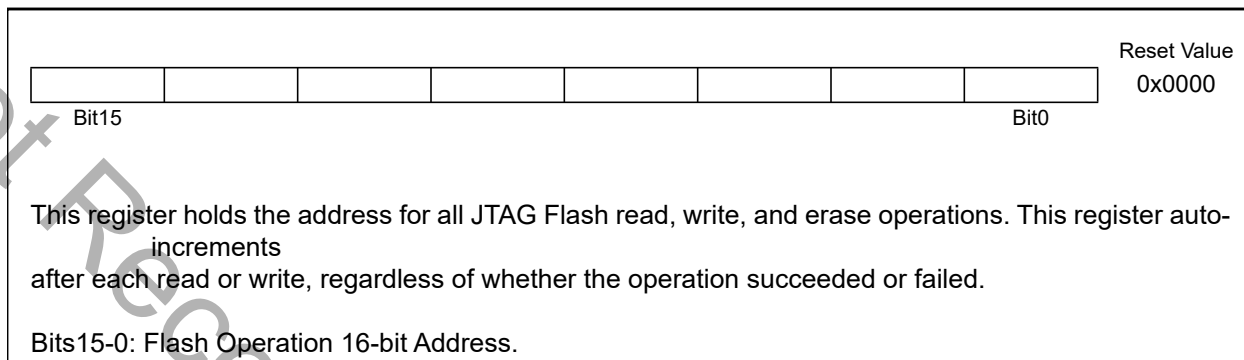 Reset Value
0x0000
Bit15 Bit0
This register holds the address for all JTAG Flash read, write, and erase operations. This register auto-
increments
after each read or write, regardless of whether the operation succeeded or failed.
Bits15-0: Flash Operation 16-bit Address.